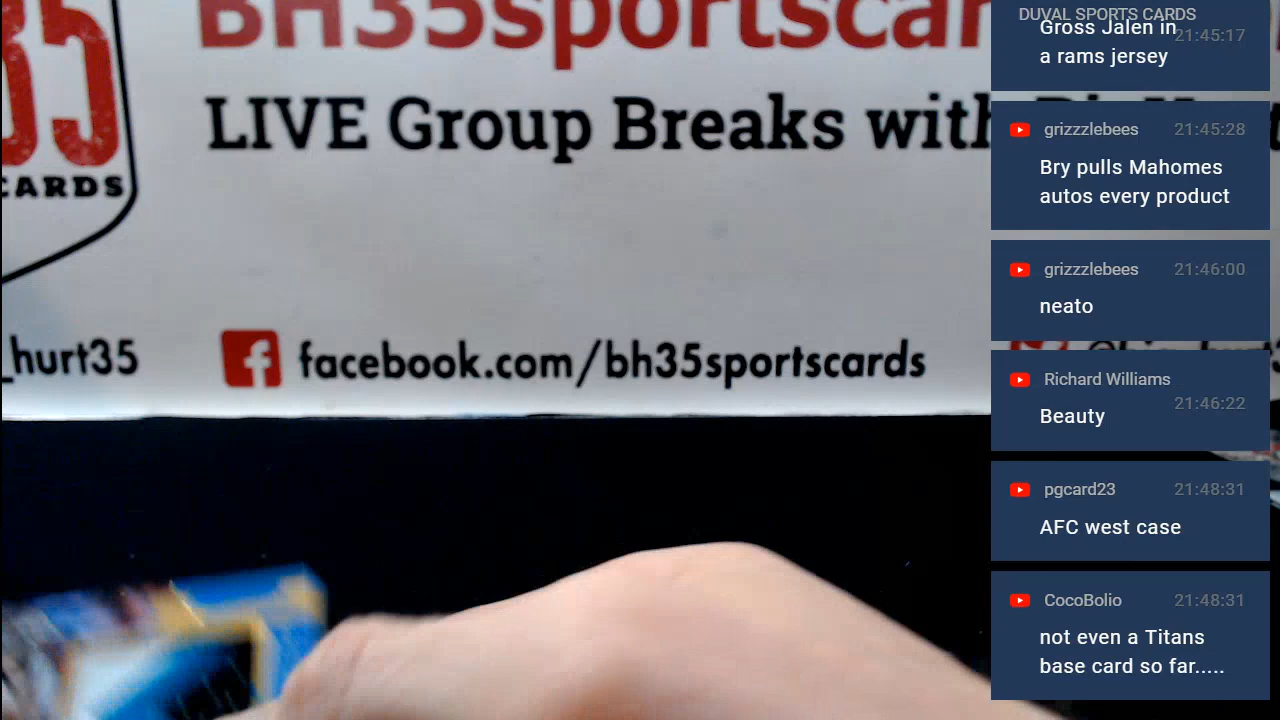 35
CARDS
BH35sportscar
LIVE Group Breaks with
_hurt35
facebook.com/bh35sportscards
DUVAL SPORTS CARDS
Gross Jalen in
21:45:17
a rams jersey
grizzzlebees 21:45:28
Bry pulls Mahomes
autos every product
grizzzlebees 21:46:00
neato
Richard Williams
21:46:22
Beauty
pgcard23 21:48:31
AFC west case
CocoBolio 21:48:31
not even a Titans
base card so far.....